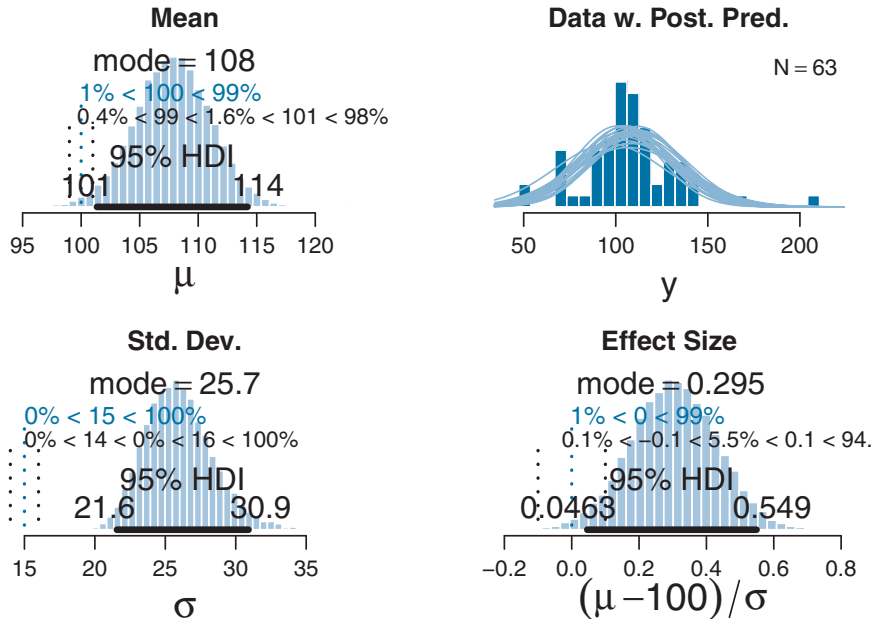 Mean
mode = 108
1% < 100 < 99%
0.4% < 99 < 1.6% < 101 < 98%
95% HDI
101 114
95 100 105 110 115 120
μ
Data w. Post. Pred.
N = 63
50 100 150 200
y
Std. Dev.
mode = 25.7
0% < 15 < 100%
0% < 14 < 0% < 16 < 100%
95% HDI
21.6 30.9
15 20 25 30 35
σ
Effect Size
mode = 0.295
1% < 0 < 99%
0.1% < −0.1 < 5.5% < 0.1 < 94.
95% HDI
0.0463 0.549
−0.2 0.0 0.2 0.4 0.6 0.8
(μ −100)/σ